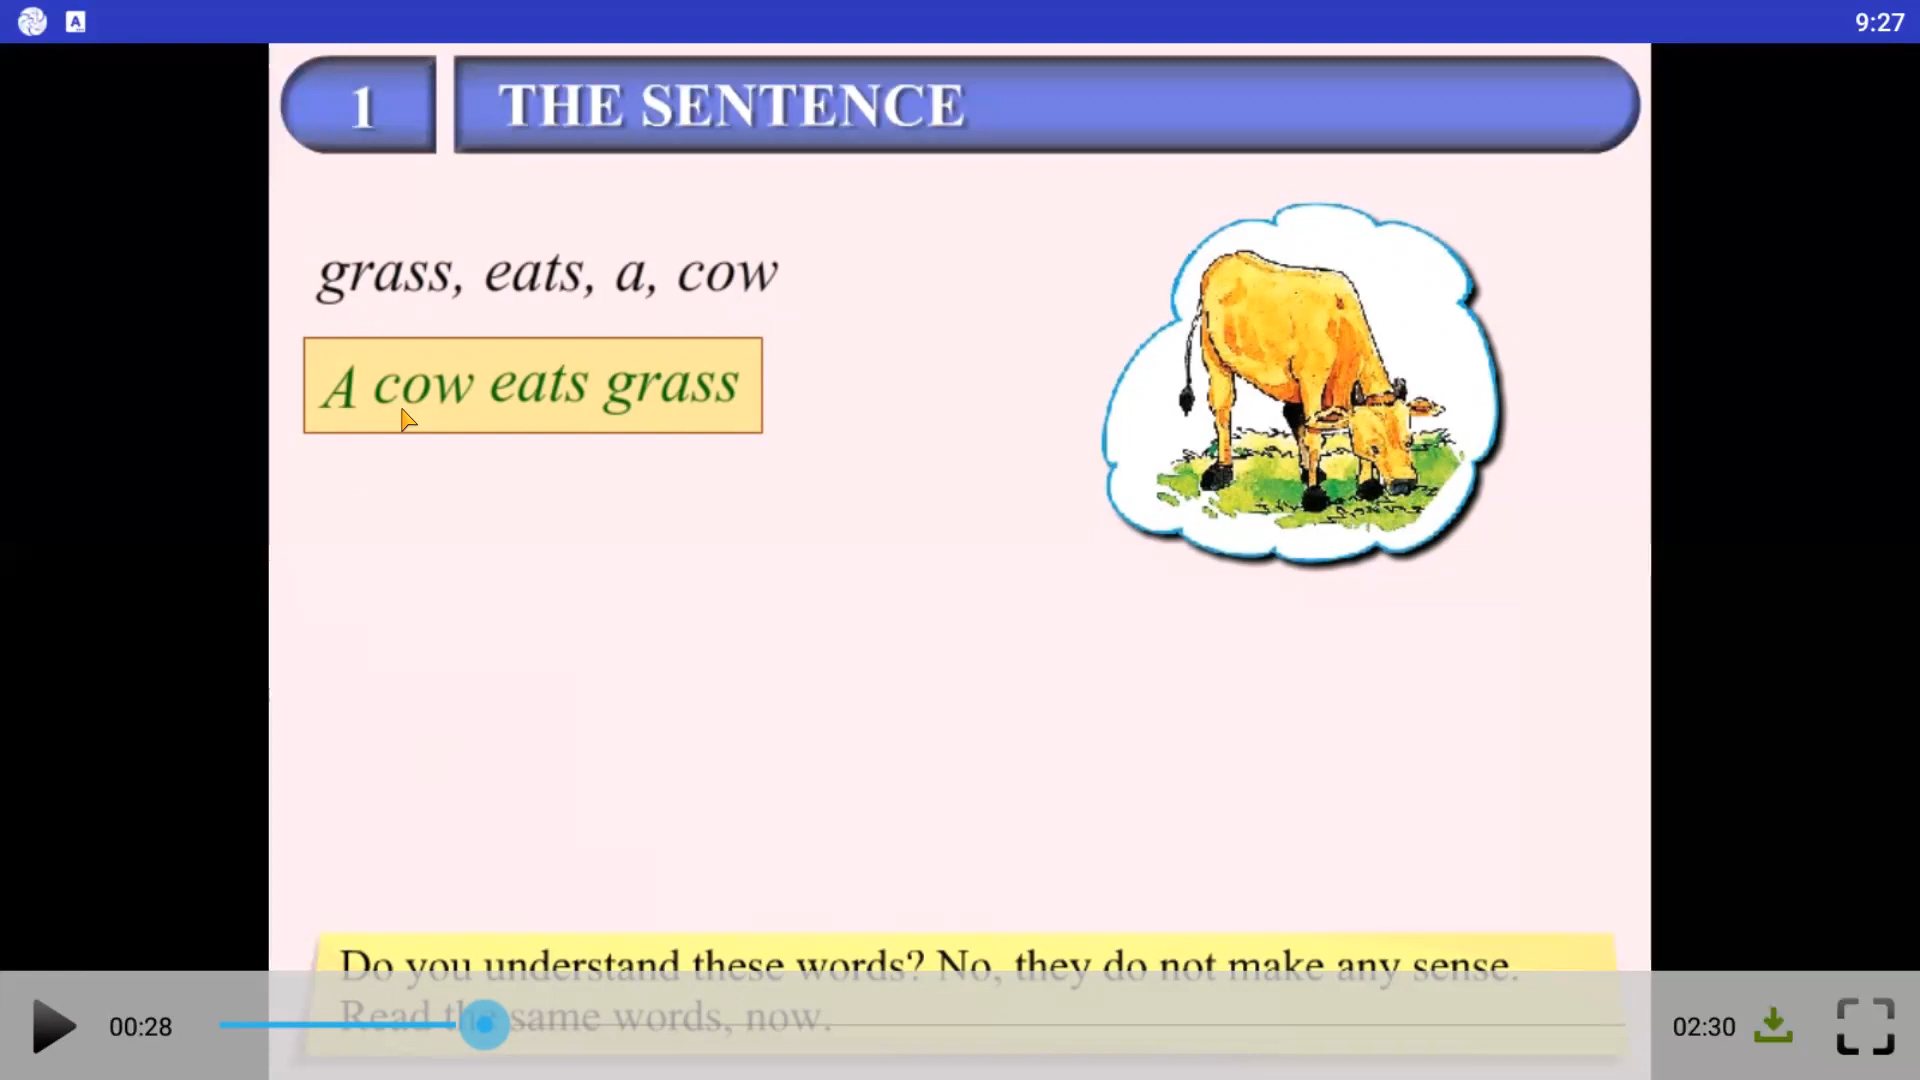 A
9:27
1
THE SENTENCE
grass, eats, a, cow
A cow eats grass
Do you understand these words? No, they do not make any sense.
Read the same words, now.
00:28
02:30